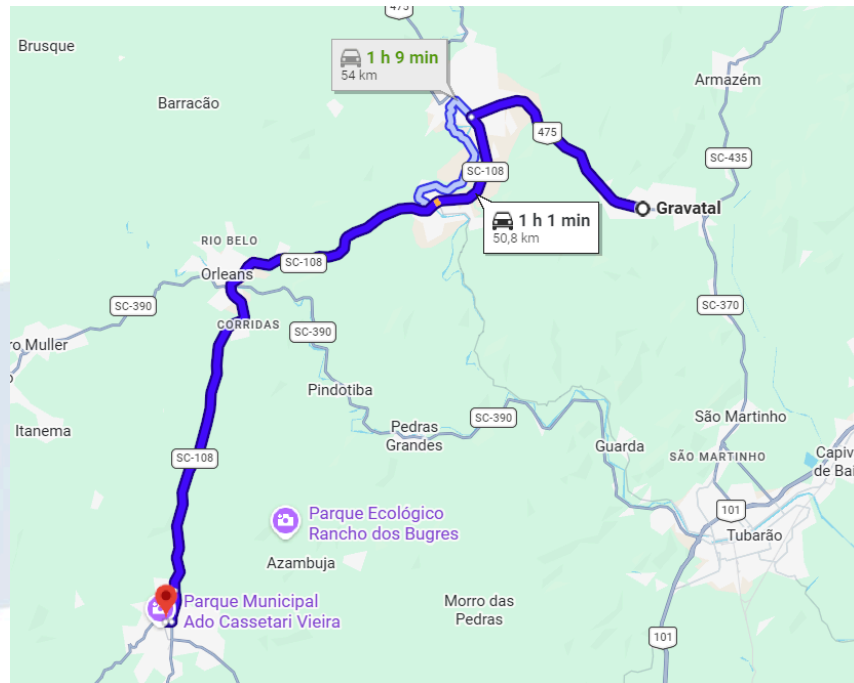 475
Brusque
1 h 9 min
54 km
Armazém
Barracão
475
SC-435
SC-108
Gravatal
1 h 1 min
50,8 km
RIO BELO
SC-108
Orleans
SC-390
SC-370
CORRIDAS
SC-390
ro Muller
Pindotiba
SC-390
São Martinho
Itanema
Pedras
Grandes
Guarda
SÃO MARTINHO
Capiv
de Bai
SC-108
101
Parque Ecológico
Rancho dos Bugres
Tubarão
Azambuja
Parque Municipal
Ado Cassetari Vieira
Morro das
Pedras
101